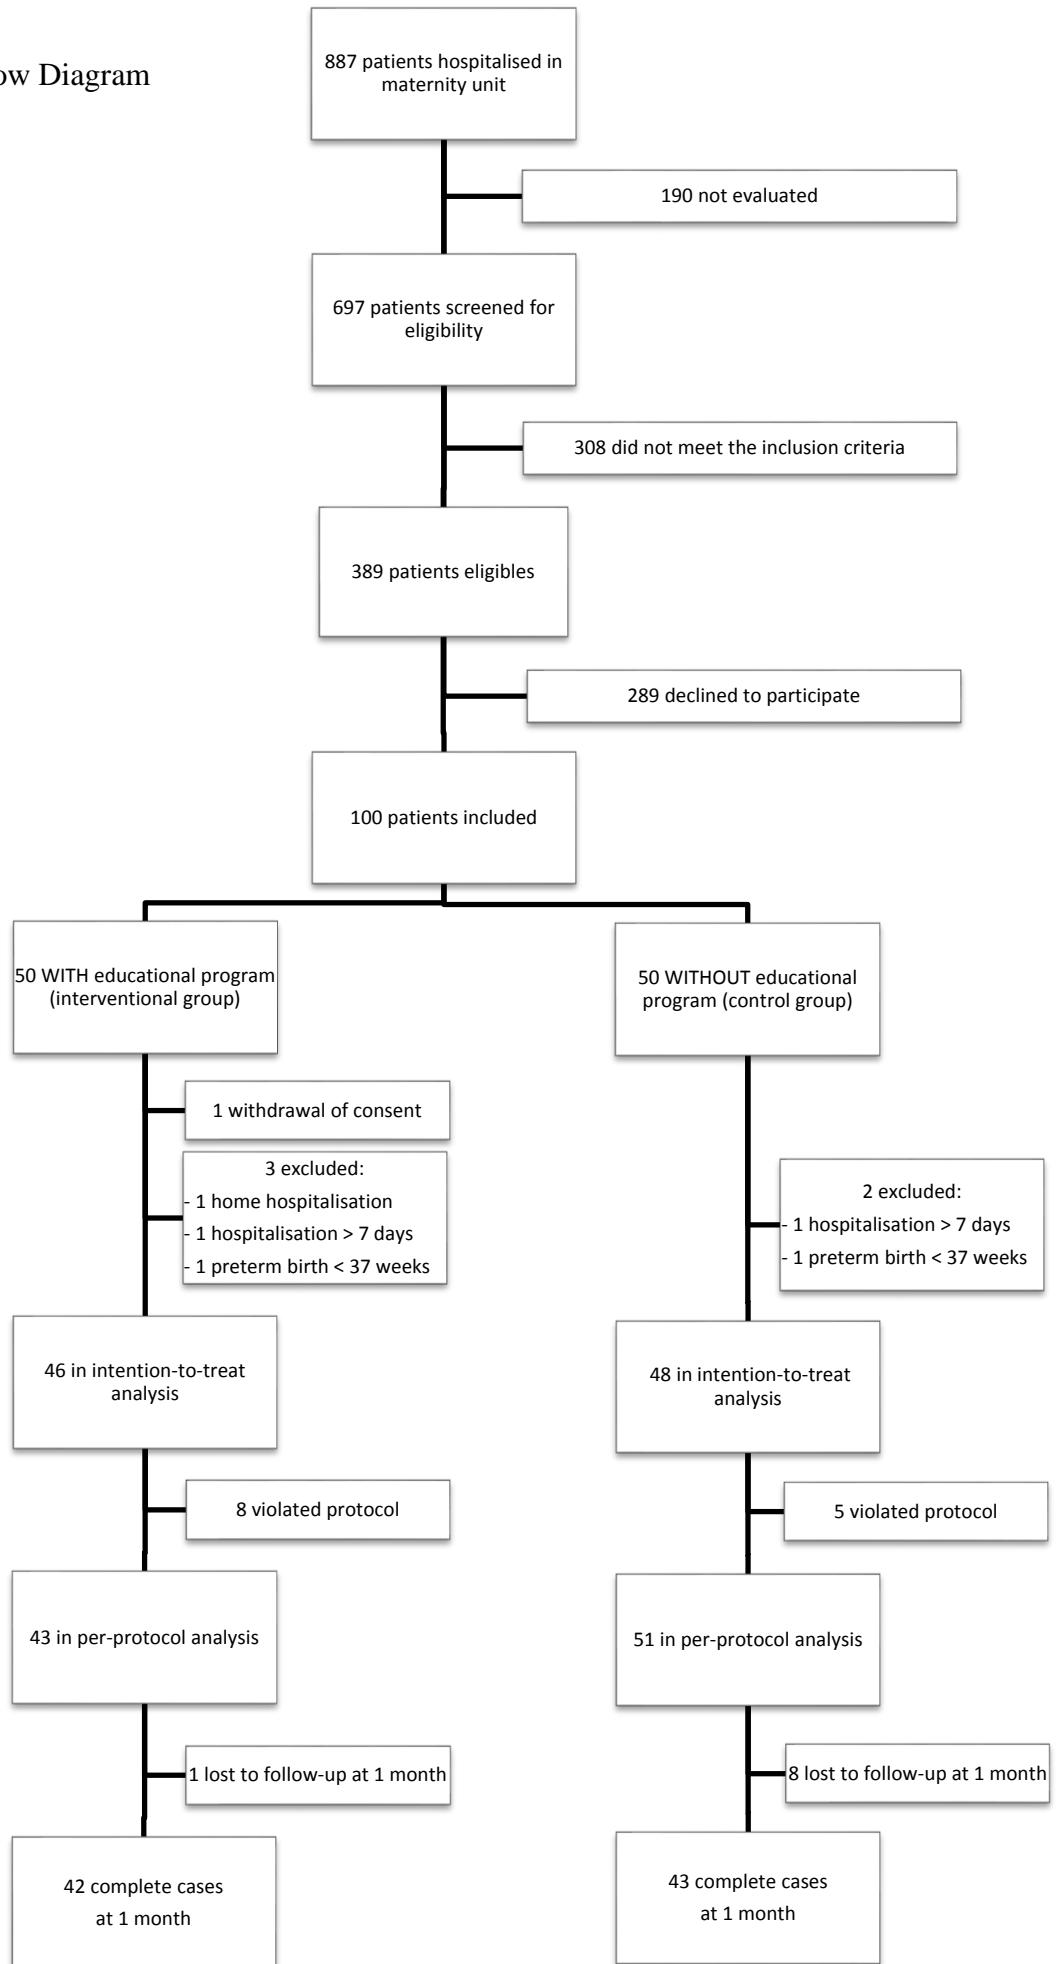 ow Diagram
887 patients hospitalised in
maternity unit
190 not evaluated
697 patients screened for
eligibility
308 did not meet the inclusion criteria
389 patients eligibles
289 declined to participate
100 patients included
50 WITH educational program
(interventional group)
50 WITHOUT educational
program (control group)
1 withdrawal of consent
3 excluded:
- 1 home hospitalisation
- 1 hospitalisation > 7 days
- 1 preterm birth < 37 weeks
2 excluded:
- 1 hospitalisation > 7 days
- 1 preterm birth < 37 weeks
46 in intention-to-treat
analysis
48 in intention-to-treat
analysis
8 violated protocol
5 violated protocol
43 in per-protocol analysis
51 in per-protocol analysis
1 lost to follow-up at 1 month
8 lost to follow-up at 1 month
42 complete cases
at 1 month
43 complete cases
at 1 month